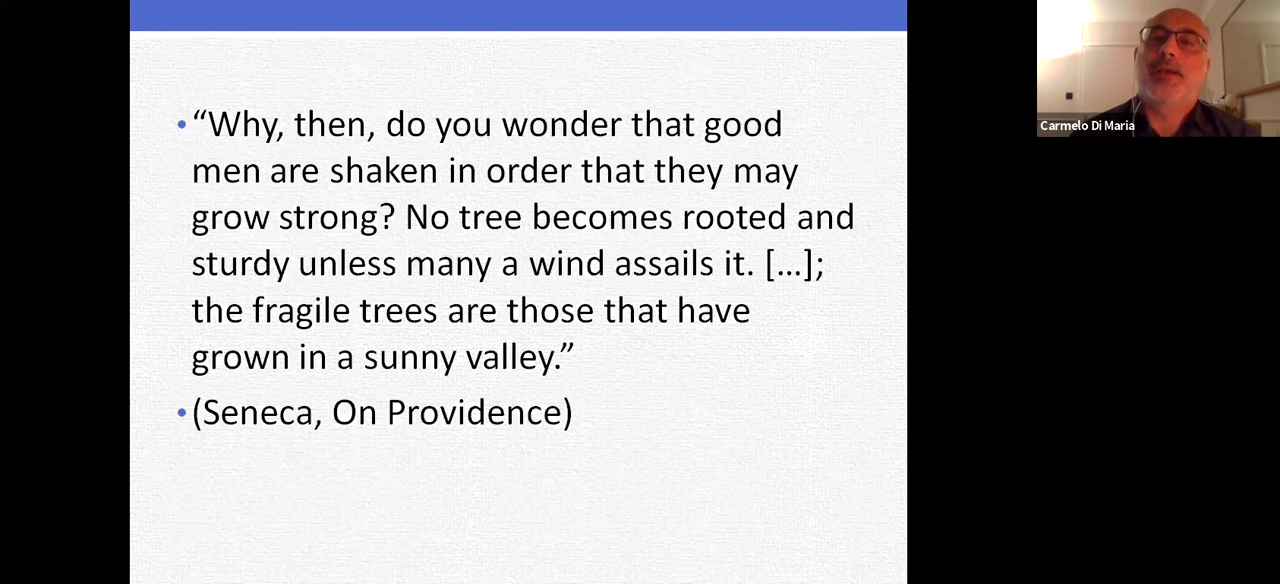 “Why, then, do you wonder that good
men are shaken in order that they may
grow strong? No tree becomes rooted and
sturdy unless many a wind assails it. [...];
the fragile trees are those that have
grown in a sunny valley.”
(Seneca, On Providence)
Carmelo Di Maria